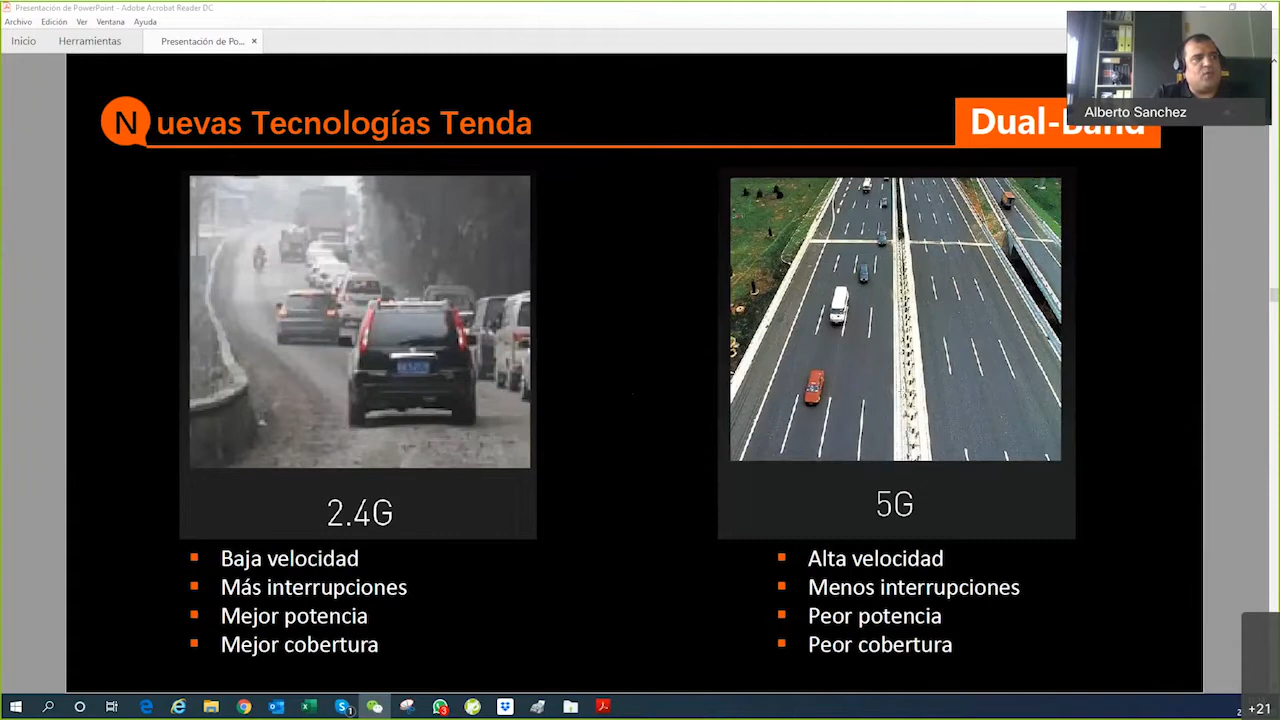 Presentación de PowerPoint - Adobe Acrobat Reader DC
Archivo Edición Ver Ventana Ayuda
Inicio Herramientas Presentación de Po... ×
Alberto Sanchez
Nuevas Tecnologías Tenda
Dual-Band
2.4G
Baja velocidad
Más interrupciones
Mejor potencia
Mejor cobertura
5G
Alta velocidad
Menos interrupciones
Peor potencia
Peor cobertura
+21